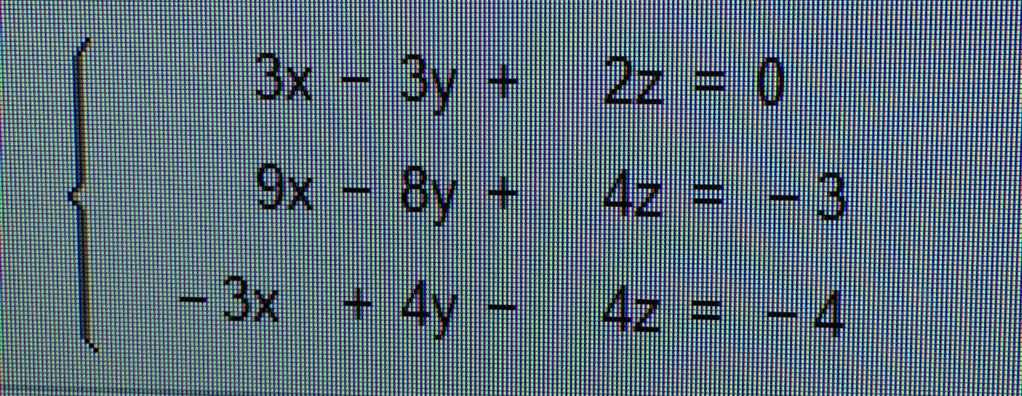 3x − 3y + 2z = 0
9x − 8y + 4z = − 3
− 3x + 4y − 4z = − 4